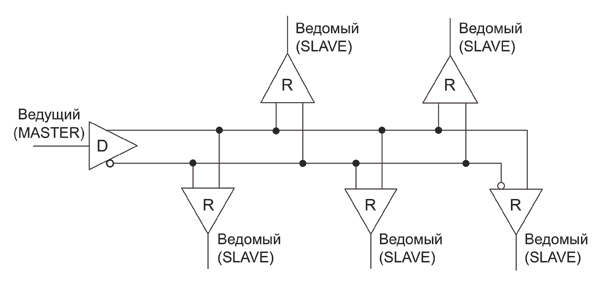 Ведомый
(SLAVE)
Ведомый
(SLAVE)
R
R
Ведущий
(MASTER)
D
R
R
R
Ведомый
(SLAVE)
Ведомый
(SLAVE)
Ведомый
(SLAVE)